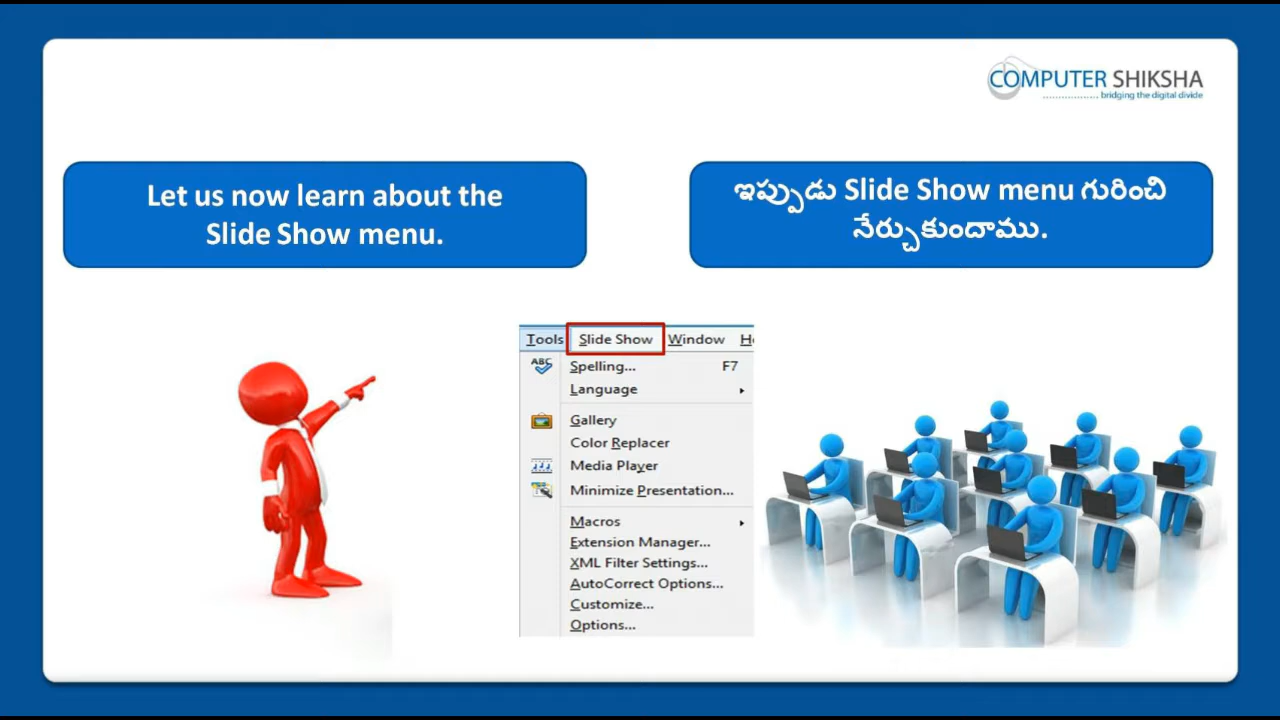 COMPUTER SHIKSHA
bridging the digital divide
Let us now learn about the
Slide Show menu.
ఇప్పుడు Slide Show menu గురించి
నేర్చుకుందాము.
Tools Slide Show Window He
ABC Spelling... F7
Language
Gallery
Color Replacer
Media Player
Minimize Presentation...
Macros
Extension Manager...
XML Filter Settings...
AutoCorrect Options...
Customize...
Options...